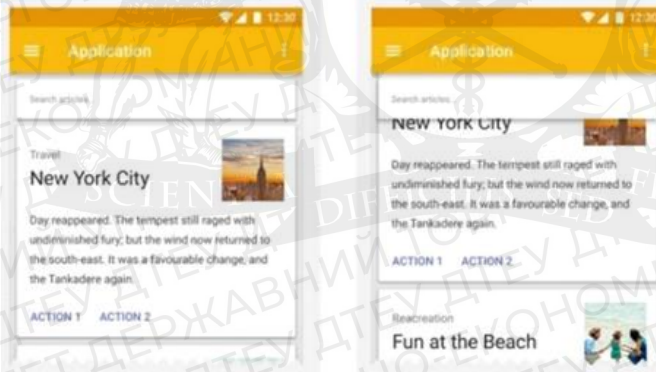 12:30
Application
Search articles
Travel
New York City
Day reappeared. The tempest still raged with
undiminished fury; but the wind now returned to
the south-east. It was a favourable change, and
the Tankadere again.
ACTION 1 ACTION 2
12:30
Application
Search articles
New York City
Day reappeared. The tempest still raged with
undiminished fury; but the wind now returned to
the south-east. It was a favourable change, and
the Tankadere again.
ACTION 1 ACTION 2
Reacreation
Fun at the Beach